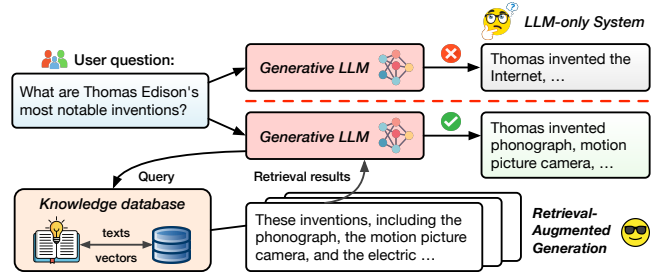 User question:
What are Thomas Edison's
most notable inventions?
Generative LLM
? ?
LLM-only System
Thomas invented the
Internet, ...
Generative LLM
Thomas invented
phonograph, motion
picture camera, ...
Query
Retrieval results
Knowledge database
texts
vectors
These inventions, including the
phonograph, the motion picture
camera, and the electric ...
Retrieval-
Augmented
Generation